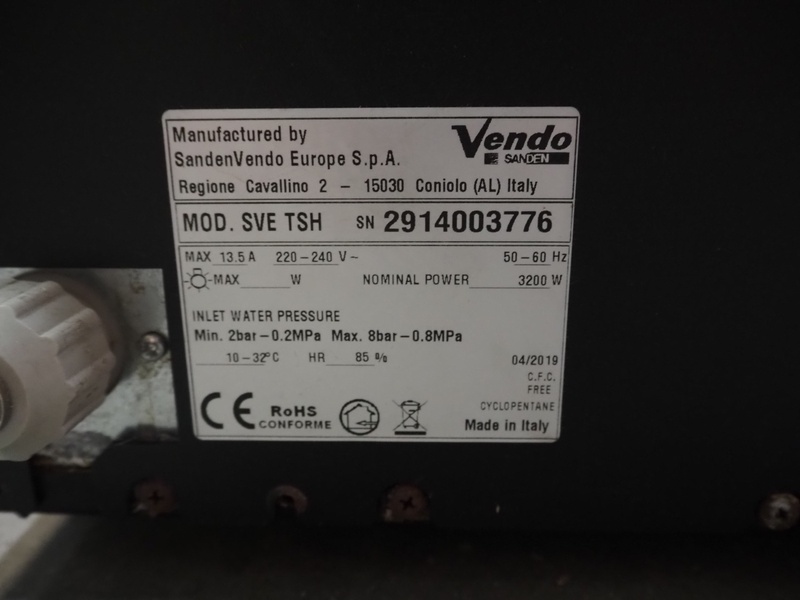 Manufactured by
SandenVendo Europe S.p.A.
Vendo
SANDEN
Regione Cavallino 2 – 15030 Coniolo (AL) Italy
MOD. SVE TSH SN 2914003776
MAX 13.5 A 220–240 V~ 50–60 Hz
MAX W NOMINAL POWER 3200 W
INLET WATER PRESSURE
Min. 2bar–0.2MPa Max. 8bar–0.8MPa
10–32°C HR 85 %
04/2019
C.F.C.
FREE
CYCLOPENTANE
CE RoHS
CONFORME
Made in Italy